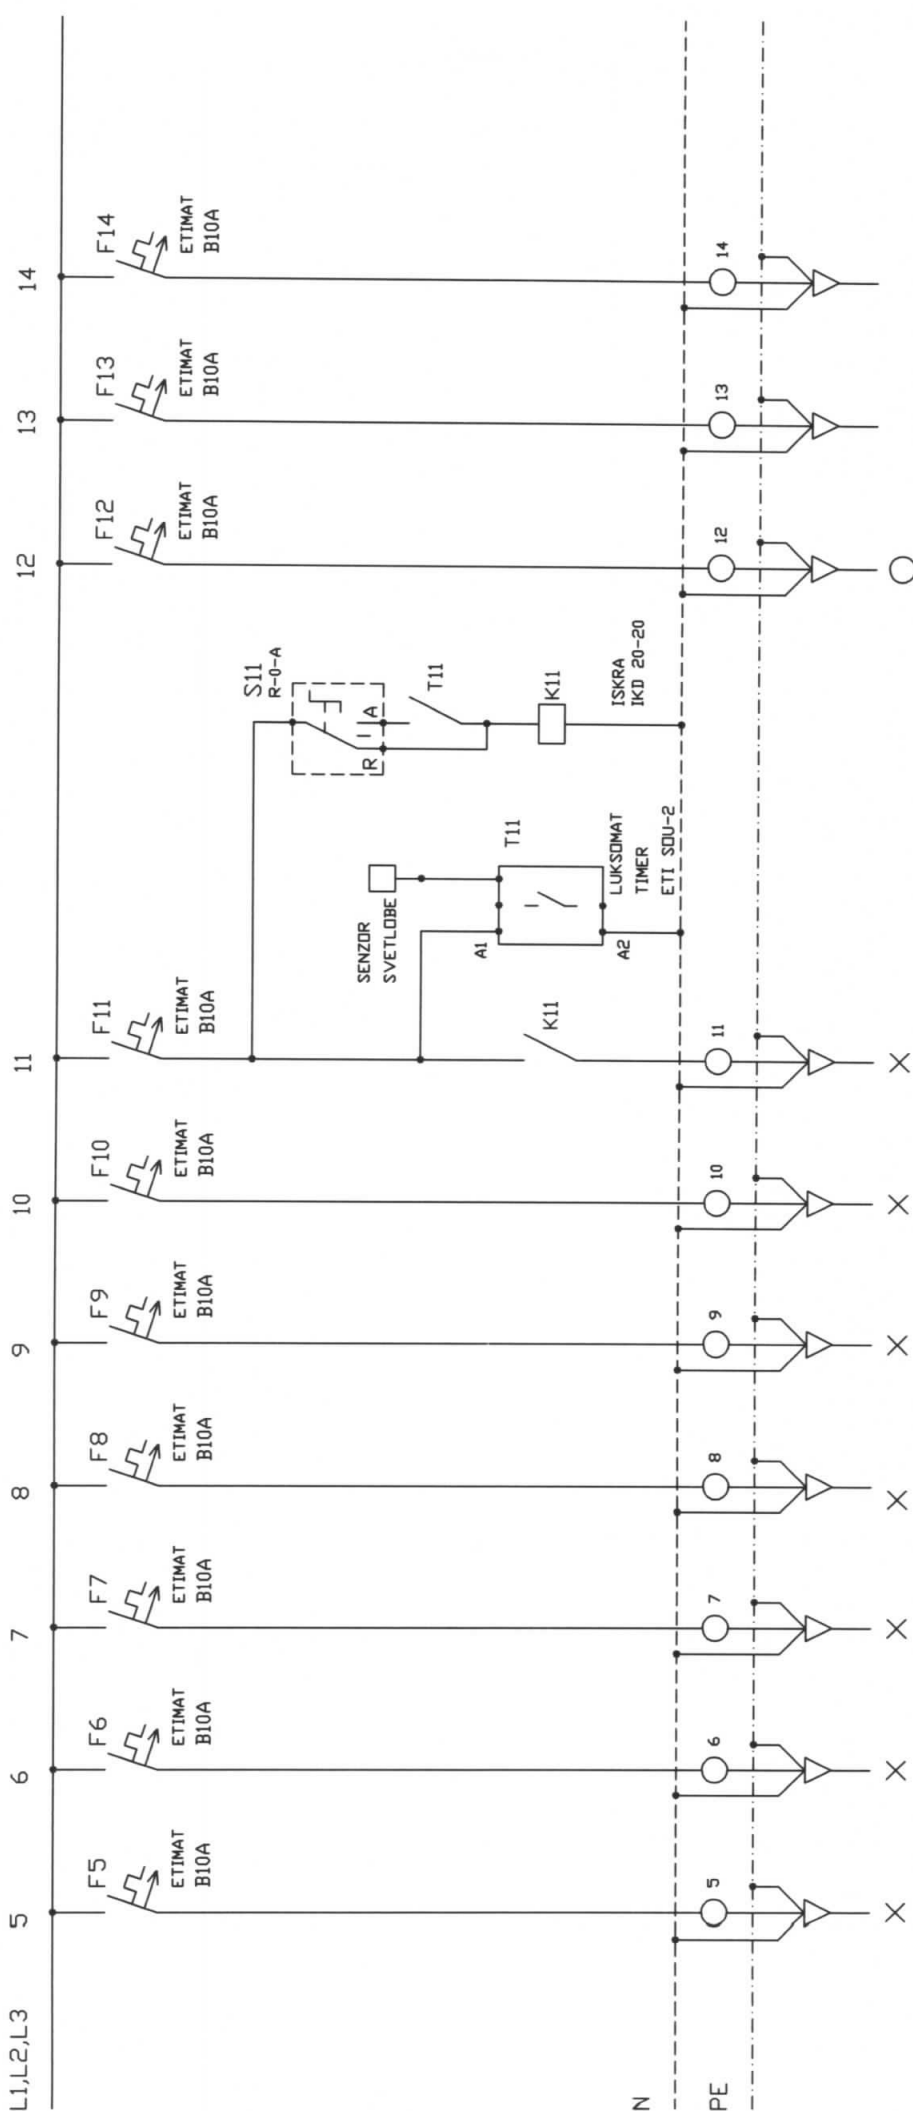 L1,L2,L3
5
6
7
8
9
10
11
12
13
14
F5
ETIMAT
B10A
F6
ETIMAT
B10A
F7
ETIMAT
B10A
F8
ETIMAT
B10A
F9
ETIMAT
B10A
F10
ETIMAT
B10A
F11
ETIMAT
B10A
F12
ETIMAT
B10A
F13
ETIMAT
B10A
F14
ETIMAT
B10A
S11
R-0-A
R
A
T11
K11
ISKRA
IKD 20-20
SENZOR
SVETLOBE
T11
A1
A2
LUKSOMAT
TIMER
ETI SOU-2
K11
N
PE
5
6
7
8
9
10
11
12
13
14